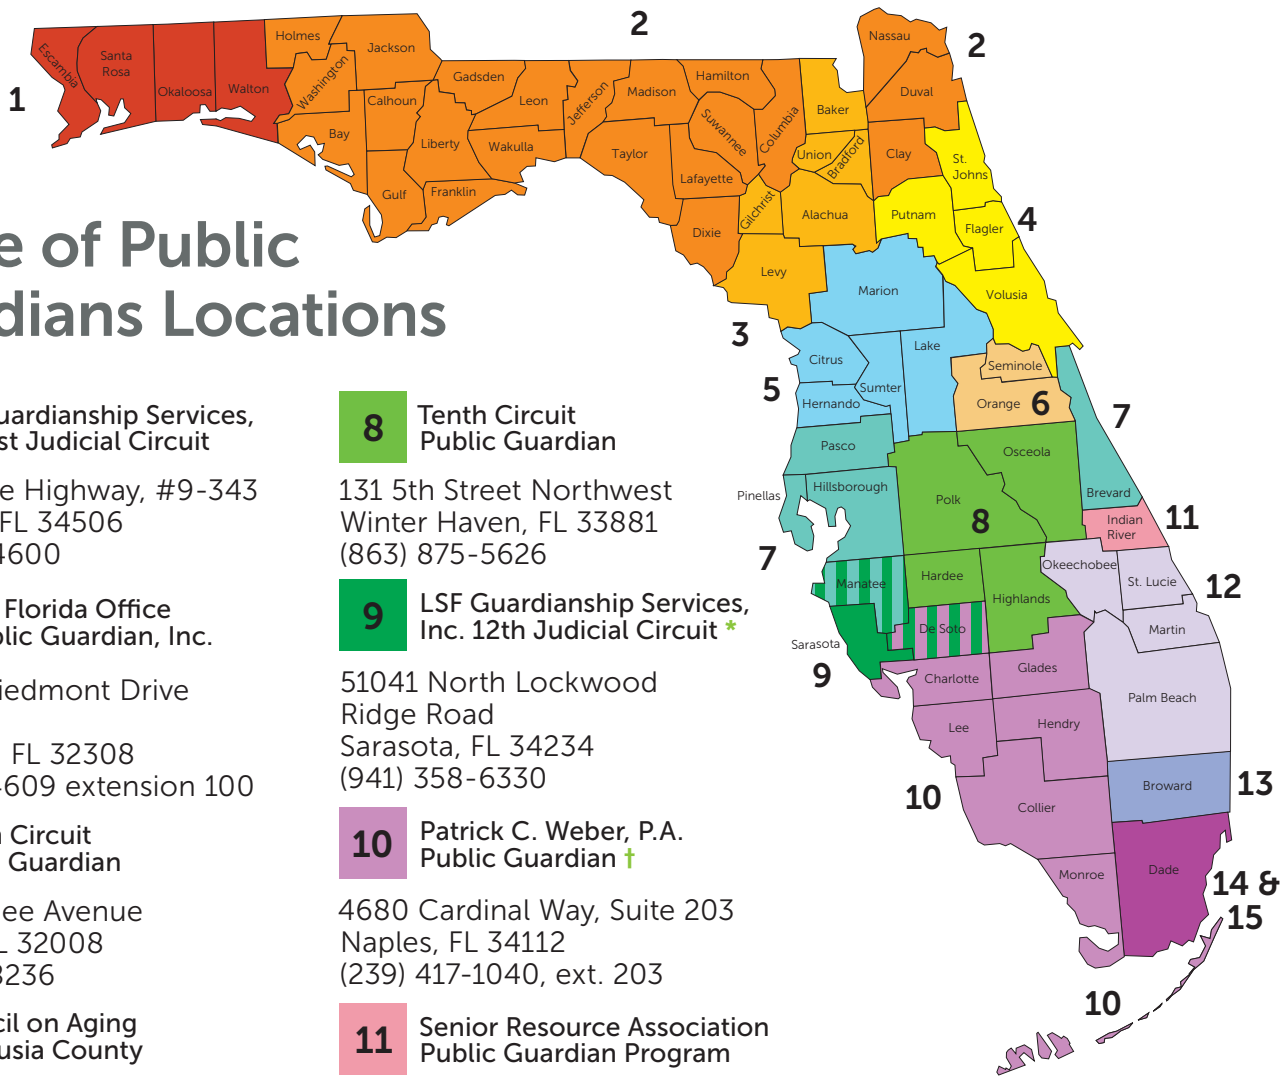 e of Public
dians Locations
uardianship Services,
st Judicial Circuit
e Highway, #9-343
FL 34506
4600
Florida Office
blic Guardian, Inc.
iedmont Drive
FL 32308
4609 extension 100
Circuit
Guardian
ee Avenue
L 32008
3236
cil on Aging
usia County
8
Tenth Circuit
Public Guardian
131 5th Street Northwest
Winter Haven, FL 33881
(863) 875-5626
9
LSF Guardianship Services,
Inc. 12th Judicial Circuit *
51041 North Lockwood
Ridge Road
Sarasota, FL 34234
(941) 358-6330
10
Patrick C. Weber, P.A.
Public Guardian †
4680 Cardinal Way, Suite 203
Naples, FL 34112
(239) 417-1040, ext. 203
11
Senior Resource Association
Public Guardian Program
1
2
2
3
4
5
6
7
7
8
9
10
10
11
12
13
14 &
15
Escambia
Santa
Rosa
Okaloosa
Walton
Holmes
Washington
Jackson
Bay
Calhoun
Gulf
Gadsden
Liberty
Franklin
Leon
Wakulla
Jefferson
Madison
Taylor
Hamilton
Suwannee
Lafayette
Dixie
Columbia
Baker
Union
Bradford
Gilchrist
Alachua
Levy
Nassau
Duval
Clay
St.
Johns
Putnam
Flagler
Volusia
Marion
Citrus
Sumter
Lake
Hernando
Seminole
Orange
Pasco
Pinellas
Hillsborough
Osceola
Polk
Brevard
Indian
River
Manatee
Hardee
Highlands
Okeechobee
St. Lucie
Martin
Sarasota
De Soto
Charlotte
Glades
Palm Beach
Lee
Hendry
Collier
Broward
Monroe
Dade